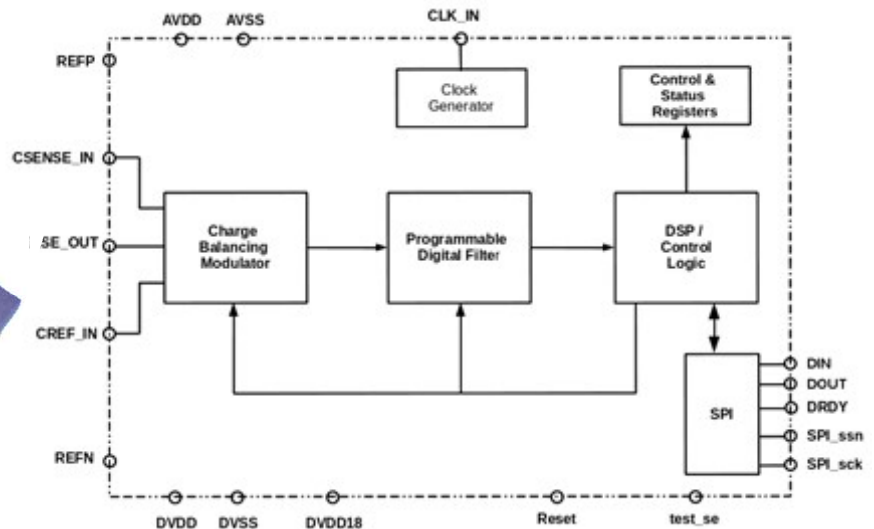 AVDD
AVSS
CLK_IN
REFP
Clock
Generator
Control &
Status
Registers
CSENSE_IN
Charge
Balancing
Modulator
Programmable
Digital Filter
DSP /
Control
Logic
SE_OUT
CREF_IN
SPI
DIN
DOUT
DRDY
SPI_ssn
SPI_sck
REFN
DVDD
DVSS
DVDD18
Reset
test_se